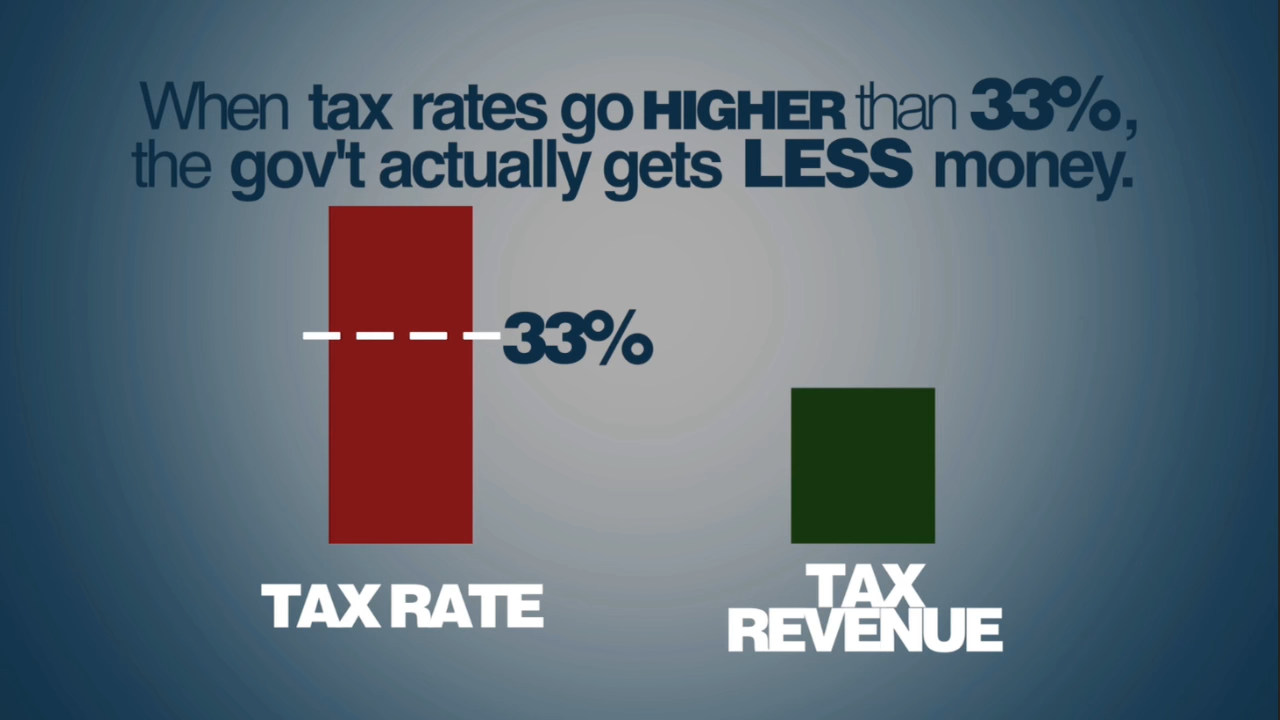 When tax rates go HIGHER than 33%,
the gov't actually gets LESS money.
33%
TAX RATE
TAX
REVENUE